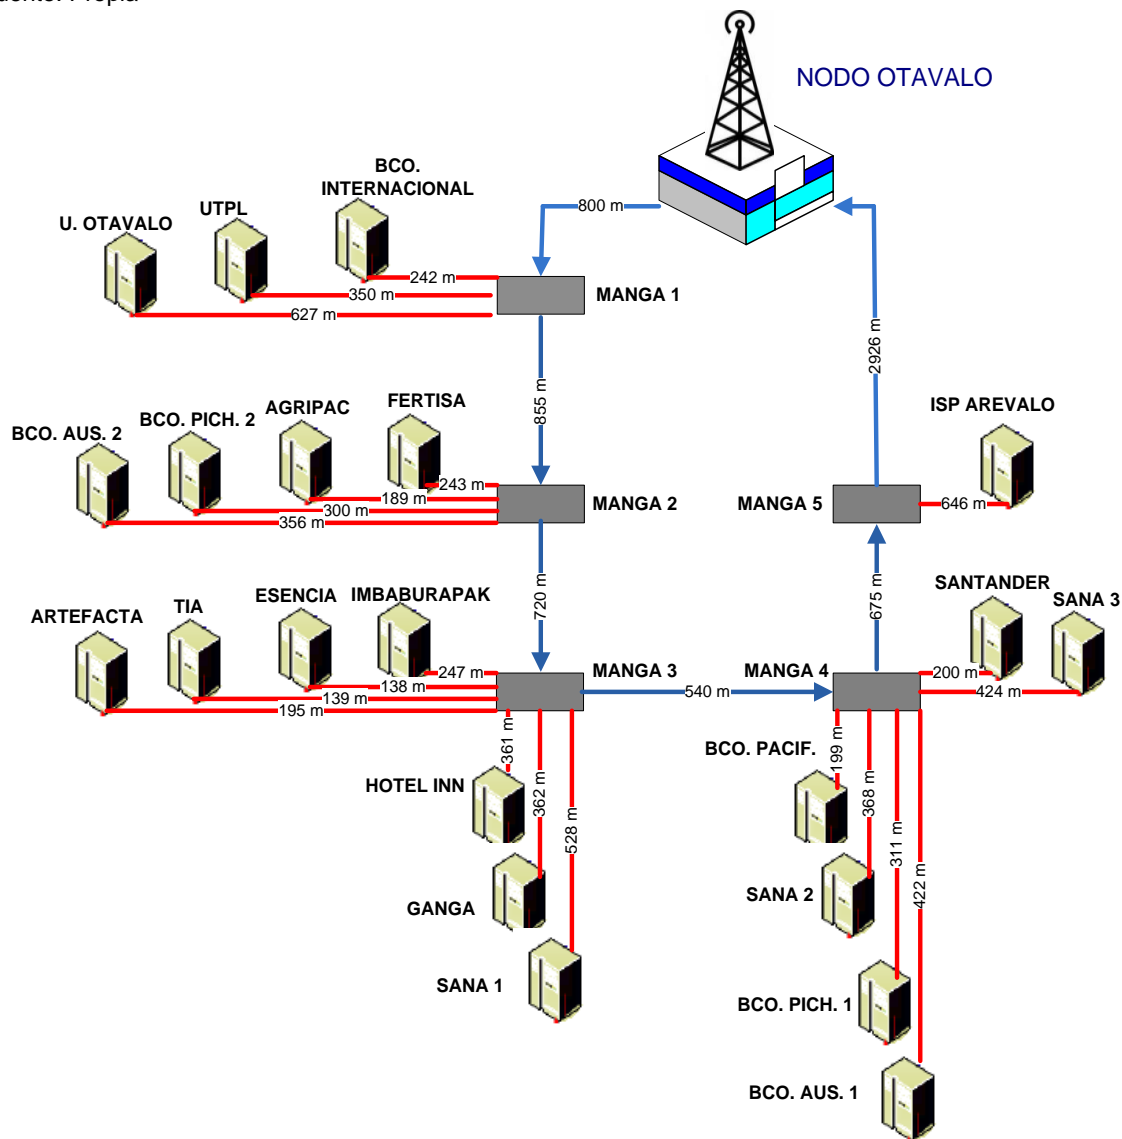 NODO OTAVALO
BCO.
INTERNACIONAL
UTPL
U. OTAVALO
800 m
242 m
350 m
627 m
MANGA 1
855 m
2926 m
FERTISA
AGRIPAC
BCO. PICH. 2
BCO. AUS. 2
ISP AREVALO
243 m
189 m
300 m
356 m
MANGA 2
MANGA 5
646 m
720 m
675 m
IMBABURAPAK
ESENCIA
TIA
ARTEFACTA
SANTANDER
SANA 3
247 m
138 m
139 m
195 m
MANGA 3
540 m
MANGA 4
200 m
424 m
361 m
362 m
528 m
HOTEL INN
GANGA
SANA 1
199 m
368 m
311 m
422 m
BCO. PACIF.
SANA 2
BCO. PICH. 1
BCO. AUS. 1